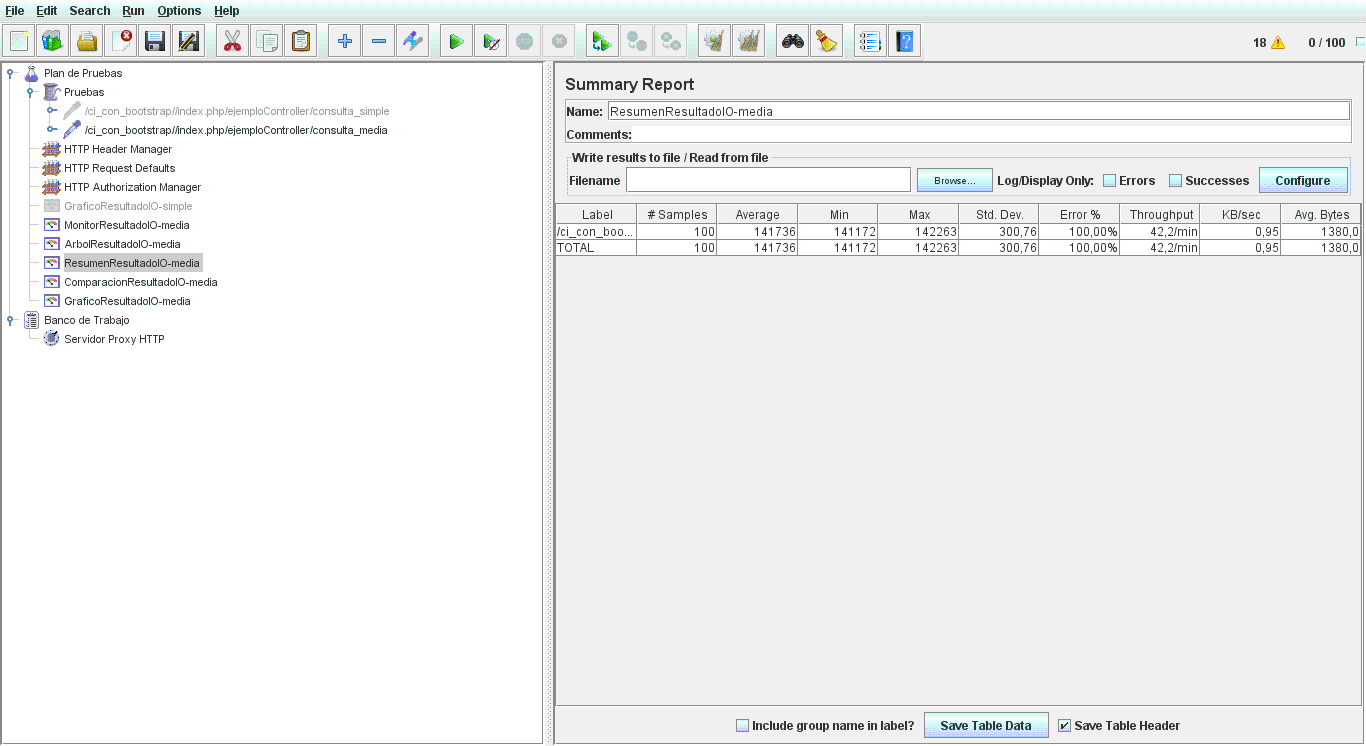 File Edit Search Run Options Help
18 0 / 100
Plan de Pruebas
Pruebas
/ci_con_bootstrap//index.php/ejemploController/consulta_simple
/ci_con_bootstrap//index.php/ejemploController/consulta_media
HTTP Header Manager
HTTP Request Defaults
HTTP Authorization Manager
GraficoResultadoIO-simple
MonitorResultadoIO-media
ArbolResultadoIO-media
ResumenResultadoIO-media
ComparacionResultadoIO-media
GraficoResultadoIO-media
Banco de Trabajo
Servidor Proxy HTTP
Summary Report
Name: ResumenResultadoIO-media
Comments:
Write results to file / Read from file
Filename Browse... Log/Display Only: Errors Successes Configure
Label # Samples Average Min Max Std. Dev. Error % Throughput KB/sec Avg. Bytes
/ci_con_boo... 100 141736 141172 142263 300,76 100,00% 42,2/min 0,95 1380,0
TOTAL 100 141736 141172 142263 300,76 100,00% 42,2/min 0,95 1380,0
Include group name in label? Save Table Data Save Table Header